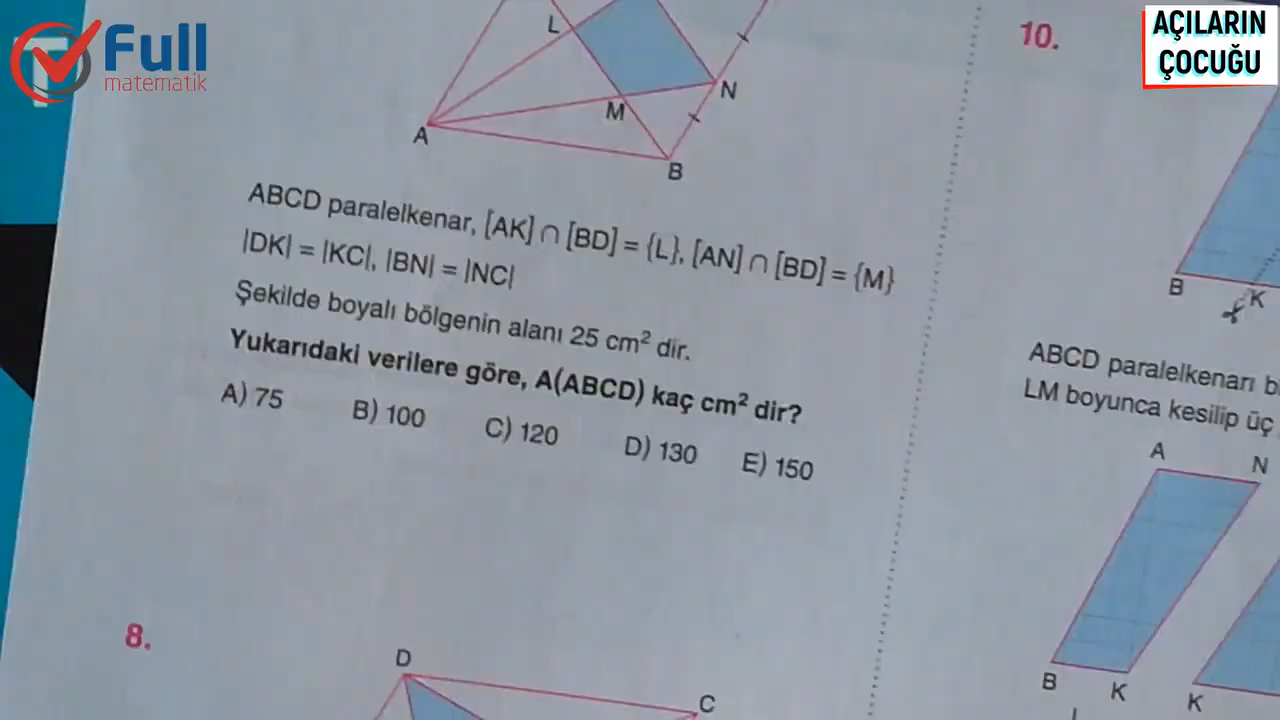 Full
matematik
AÇILARIN
ÇOCUĞU
L
N
M
A
B
ABCD paralelkenar, [AK] ∩ [BD] = {L}, [AN] ∩ [BD] = {M}
|DK| = |KC|, |BN| = |NC|
Şekilde boyalı bölgenin alanı 25 cm² dir.
Yukarıdaki verilere göre, A(ABCD) kaç cm² dir?
A) 75 B) 100 C) 120 D) 130 E) 150
8.
D
C
10.
B
K
ABCD paralelkenarı
LM boyunca kesilip üç
A
N
B
K
K